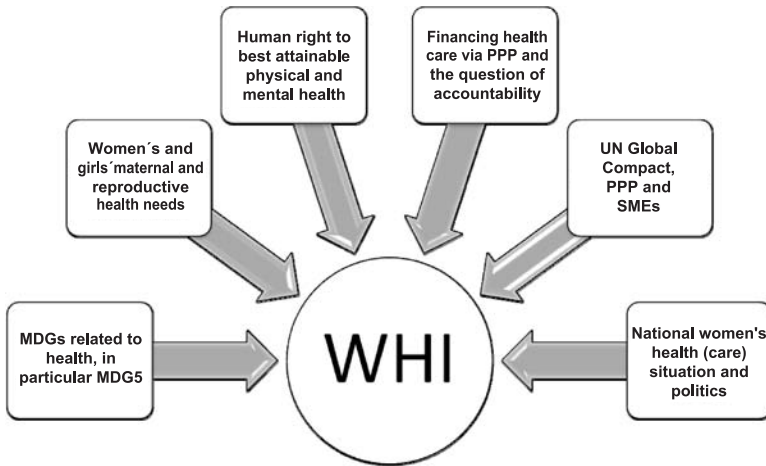 Human right to
best attainable
physical and
mental health
Financing health
care via PPP and
the question of
accountability
Women´s and
girls´maternal and
reproductive
health needs
UN Global
Compact,
PPP and
SMEs
MDGs related to
health, in
particular MDG5
WHI
National women's
health (care)
situation and
politics